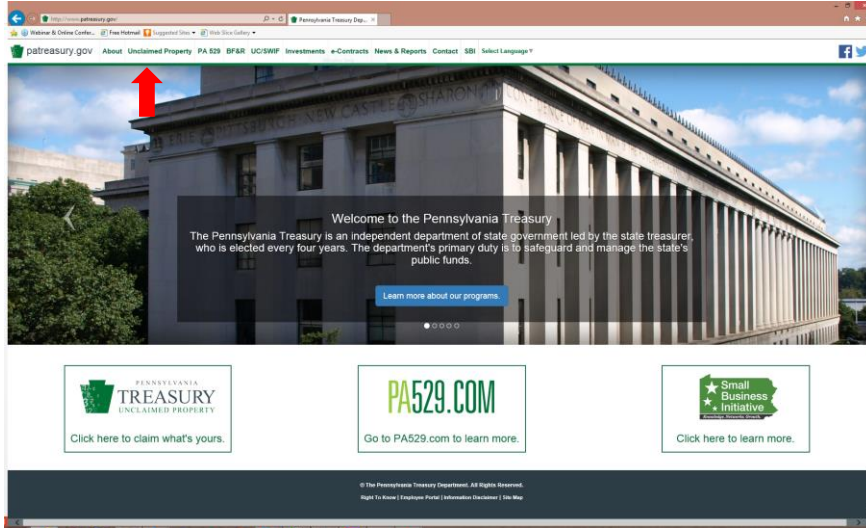 http://www.patreasury.gov/
Pennsylvania Treasury Dep...
Webinar & Online Confer... Free Hotmail Suggested Sites Web Slice Gallery
patreasury.gov About Unclaimed Property PA 529 BF&R UC/SWIF Investments e-Contracts News & Reports Contact SBI Select Language
ERIE PITTSBURGH NEW CASTLE SHARON
Welcome to the Pennsylvania Treasury
The Pennsylvania Treasury is an independent department of state government led by the state treasurer,
who is elected every four years. The department's primary duty is to safeguard and manage the state's
public funds.
Learn more about our programs.
PENNSYLVANIA
TREASURY
UNCLAIMED PROPERTY
Click here to claim what's yours.
PA529.COM
Go to PA529.com to learn more.
Small
Business
Initiative
Click here to learn more.
© The Pennsylvania Treasury Department. All Rights Reserved.
Right To Know | Employee Portal | Information Disclaimer | Site Map